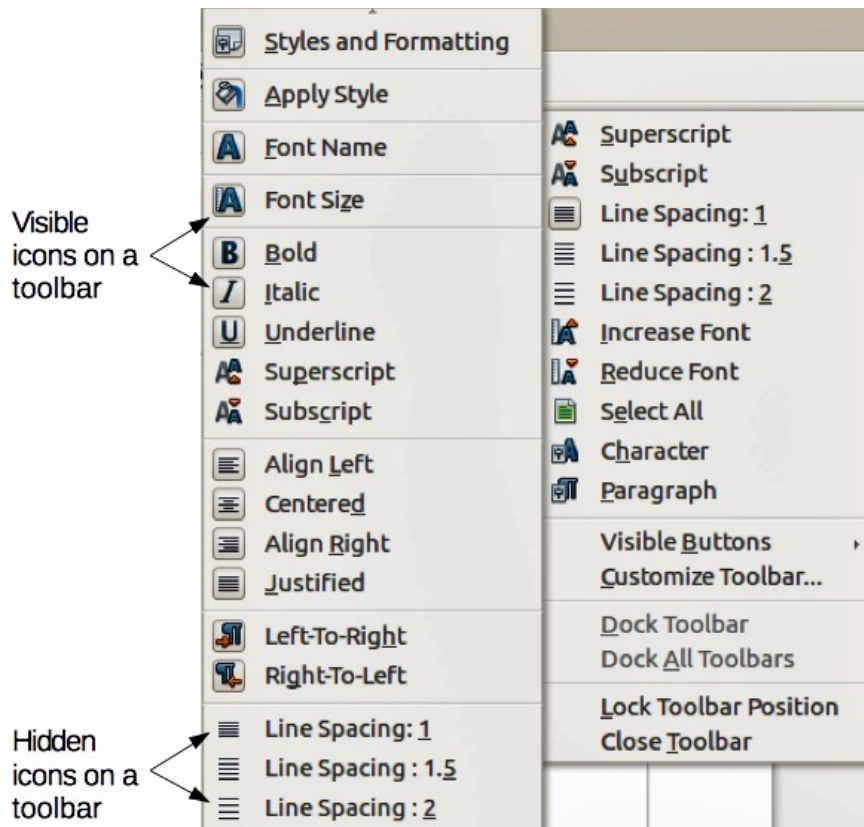 Visible
icons on a
toolbar
Hidden
icons on a
toolbar
Styles and Formatting
Apply Style
Font Name
Font Size
Bold
Italic
Underline
Superscript
Subscript
Align Left
Centered
Align Right
Justified
Left-To-Right
Right-To-Left
Line Spacing: 1
Line Spacing : 1.5
Line Spacing : 2
Superscript
Subscript
Line Spacing: 1
Line Spacing : 1.5
Line Spacing : 2
Increase Font
Reduce Font
Select All
Character
Paragraph
Visible Buttons
Customize Toolbar...
Dock Toolbar
Dock All Toolbars
Lock Toolbar Position
Close Toolbar